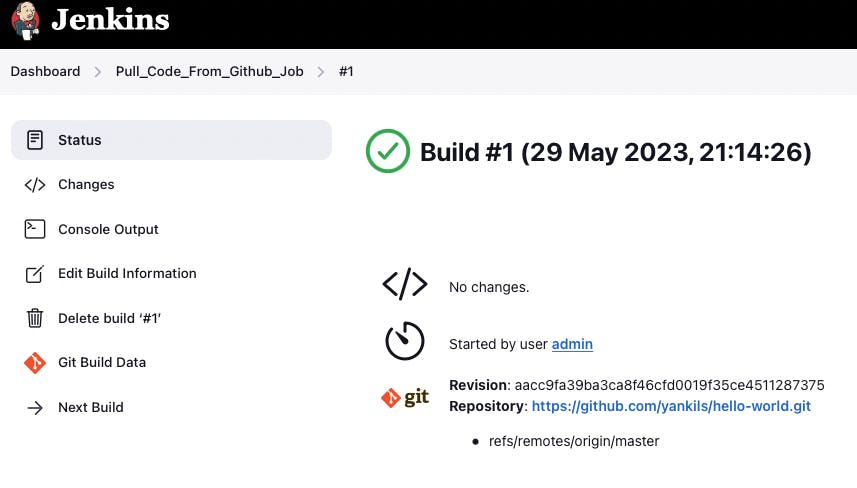 Jenkins
Dashboard > Pull_Code_From_Github_Job > #1
Status
Changes
Console Output
Edit Build Information
Delete build ‘#1’
Git Build Data
Next Build
Build #1 (29 May 2023, 21:14:26)
No changes.
Started by user admin
git
Revision: aacc9fa39ba3ca8f46cfd0019f35ce4511287375
Repository: https://github.com/yankils/hello-world.git
• refs/remotes/origin/master